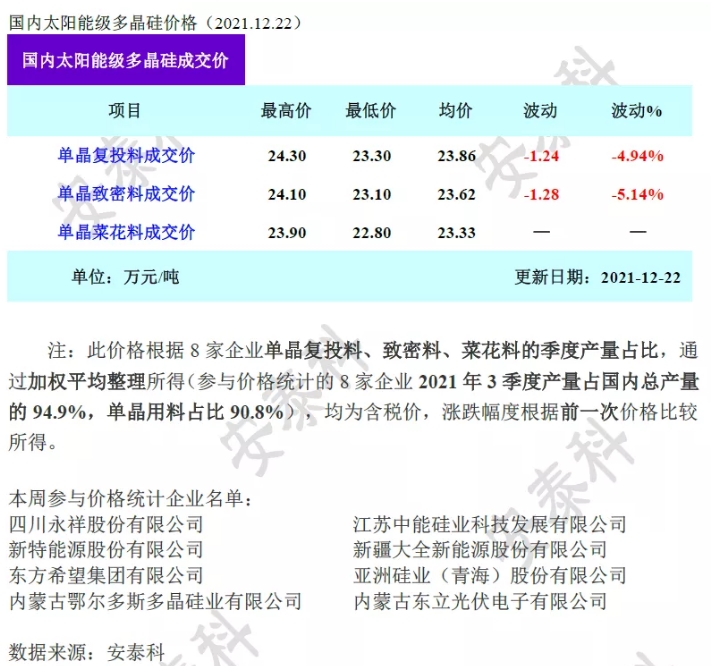 国内太阳能级多晶硅价格（2021.12.22）
国内太阳能级多晶硅成交价
项目 最高价 最低价 均价 波动 波动%
单晶复投料成交价 24.30 23.30 23.86 -1.24 -4.94%
单晶致密料成交价 24.10 23.10 23.62 -1.28 -5.14%
单晶菜花料成交价 23.90 22.80 23.33 — —
单位：万元/吨 更新日期：2021-12-22
注：此价格根据 8 家企业单晶复投料、致密料、菜花料的季度产量占比，通
过加权平均整理所得（参与价格统计的 8 家企业 2021 年 3 季度产量占国内总产量
的 94.9%，单晶用料占比 90.8%），均为含税价，涨跌幅度根据前一次价格比较
所得。
本周参与价格统计企业名单：
四川永祥股份有限公司 江苏中能硅业科技发展有限公司
新特能源股份有限公司 新疆大全新能源股份有限公司
东方希望集团有限公司 亚洲硅业（青海）股份有限公司
内蒙古鄂尔多斯多晶硅业有限公司 内蒙古东立光伏电子有限公司
数据来源：安泰科
安泰科
安泰科
安泰科
安泰科
安泰科